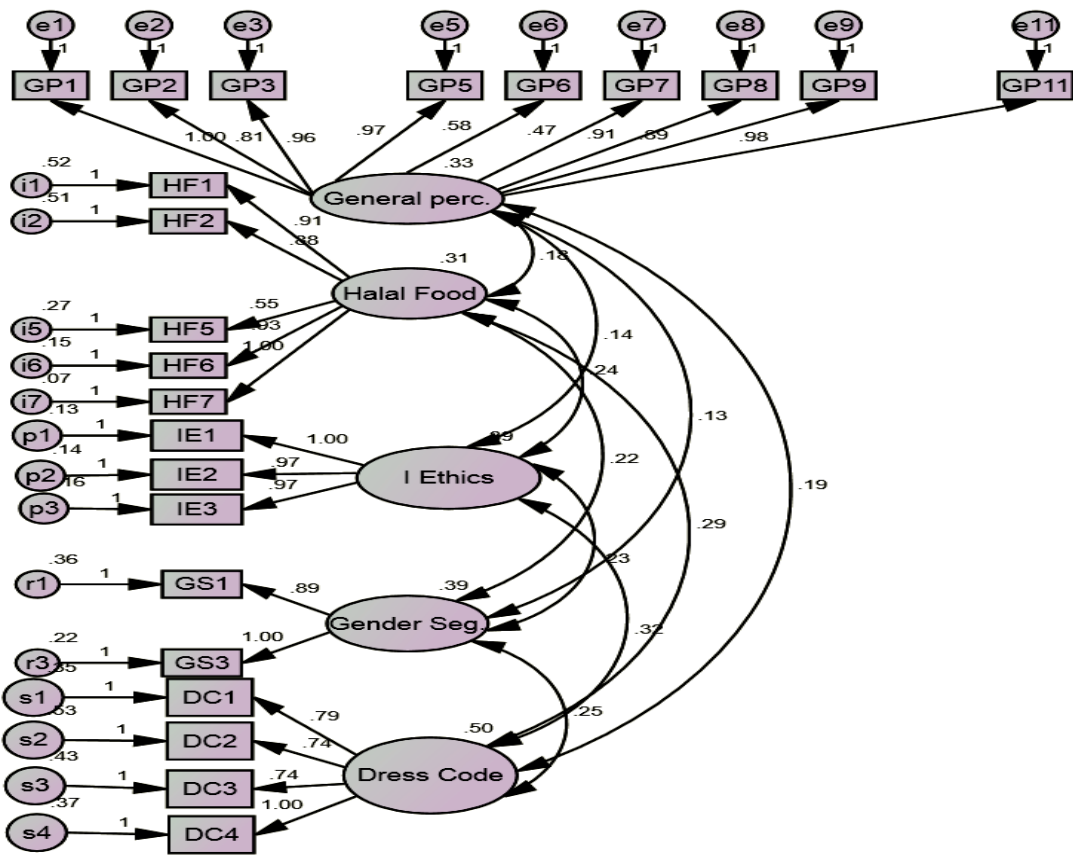 e1 e2 e3 e5 e6 e7 e8 e9 e11
1 1 1 1 1 1 1 1 1
GP1 GP2 GP3 GP5 GP6 GP7 GP8 GP9 GP11
1.00 .81 .96 .97 .58 .47 .91 .89 .98
.33
General perc.
.52
i1 1 HF1
.51
i2 1 HF2
.91
.88
.31
Halal Food
.18
.27
i5 1 HF5 .55
.15
i6 1 HF6 .93
1.00
.07
i7 1 HF7
.14
.24
.13
.13
p1 1 IE1 1.00
.14
p2 1 IE2 .97
I Ethics
p3 1 IE3 .97
.22
.19
.29
.23
.36
r1 1 GS1 .89
.39
Gender Seg.
.32
.22
r3 1 GS3 1.00
s1 1 DC1 .79
.53
s2 1 DC2 .74
.50
.25
Dress Code
.43
s3 1 DC3 .74
.37
s4 1 DC4 1.00